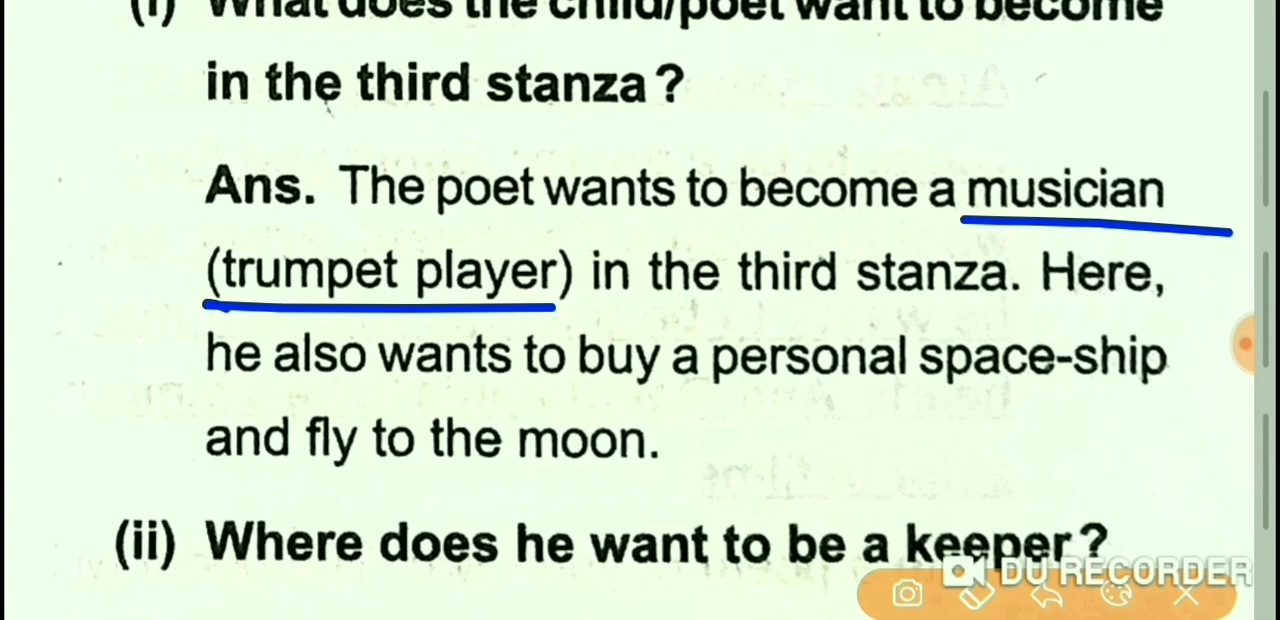 (i) What does the child/poet want to become
in the third stanza?
Ans. The poet wants to become a musician
(trumpet player) in the third stanza. Here,
he also wants to buy a personal space-ship
and fly to the moon.
(ii) Where does he want to be a keeper?
DU RECORDER